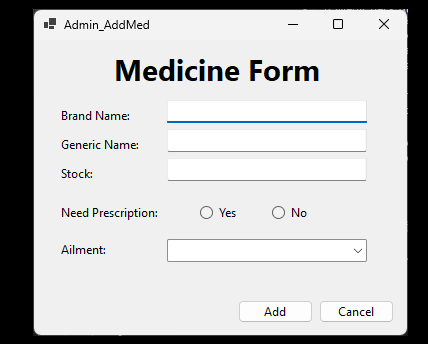 Admin_AddMed
Medicine Form
Brand Name:
Generic Name:
Stock:
Need Prescription: Yes No
Ailment:
Add Cancel